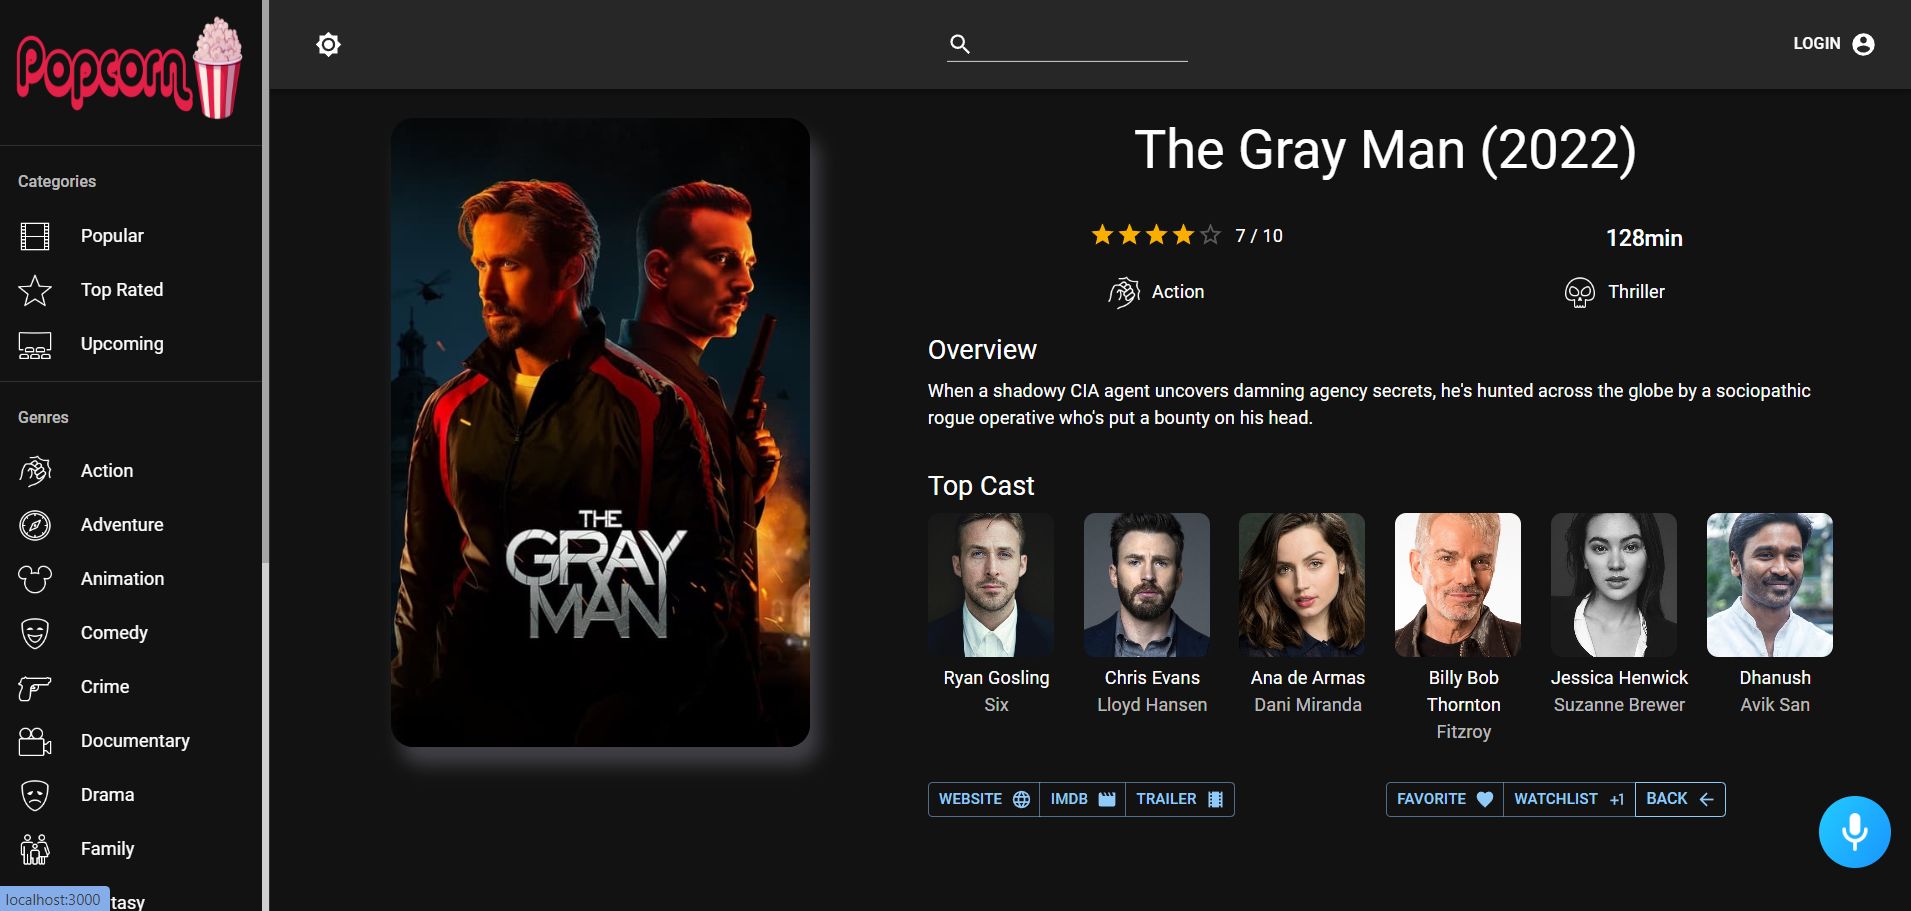 Popcorn
LOGIN
Categories
Popular
Top Rated
Upcoming
Genres
Action
Adventure
Animation
Comedy
Crime
Documentary
Drama
Family
tasy
localhost:3000
THE
GRAY
MAN
The Gray Man (2022)
7 / 10
128min
Action
Thriller
Overview
When a shadowy CIA agent uncovers damning agency secrets, he's hunted across the globe by a sociopathic
rogue operative who's put a bounty on his head.
Top Cast
Ryan Gosling
Six
Chris Evans
Lloyd Hansen
Ana de Armas
Dani Miranda
Billy Bob
Thornton
Fitzroy
Jessica Henwick
Suzanne Brewer
Dhanush
Avik San
WEBSITE
IMDB
TRAILER
FAVORITE
WATCHLIST +1
BACK